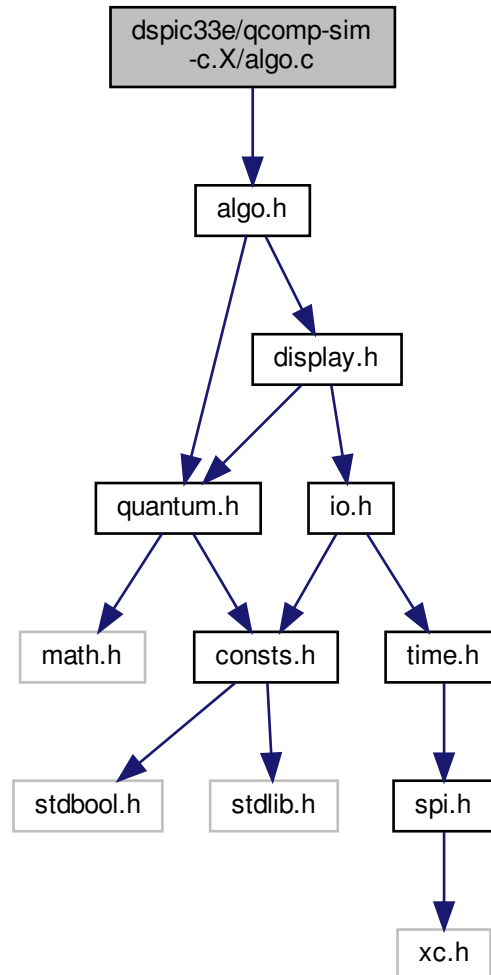 dspic33e/qcomp-sim
-c.X/algo.c
algo.h
display.h
quantum.h
io.h
math.h
consts.h
time.h
stdbool.h
stdlib.h
spi.h
xc.h